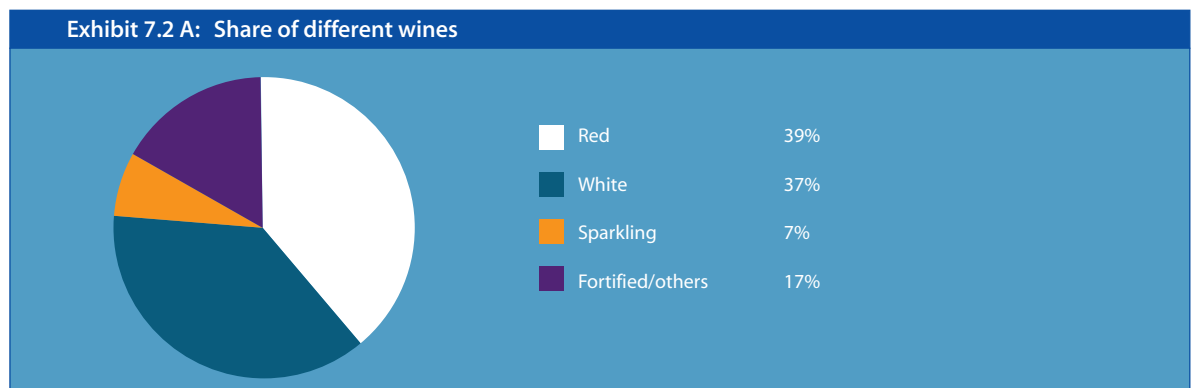 Exhibit 7.2 A: Share of different wines
Red 39%
White 37%
Sparkling 7%
Fortified/others 17%